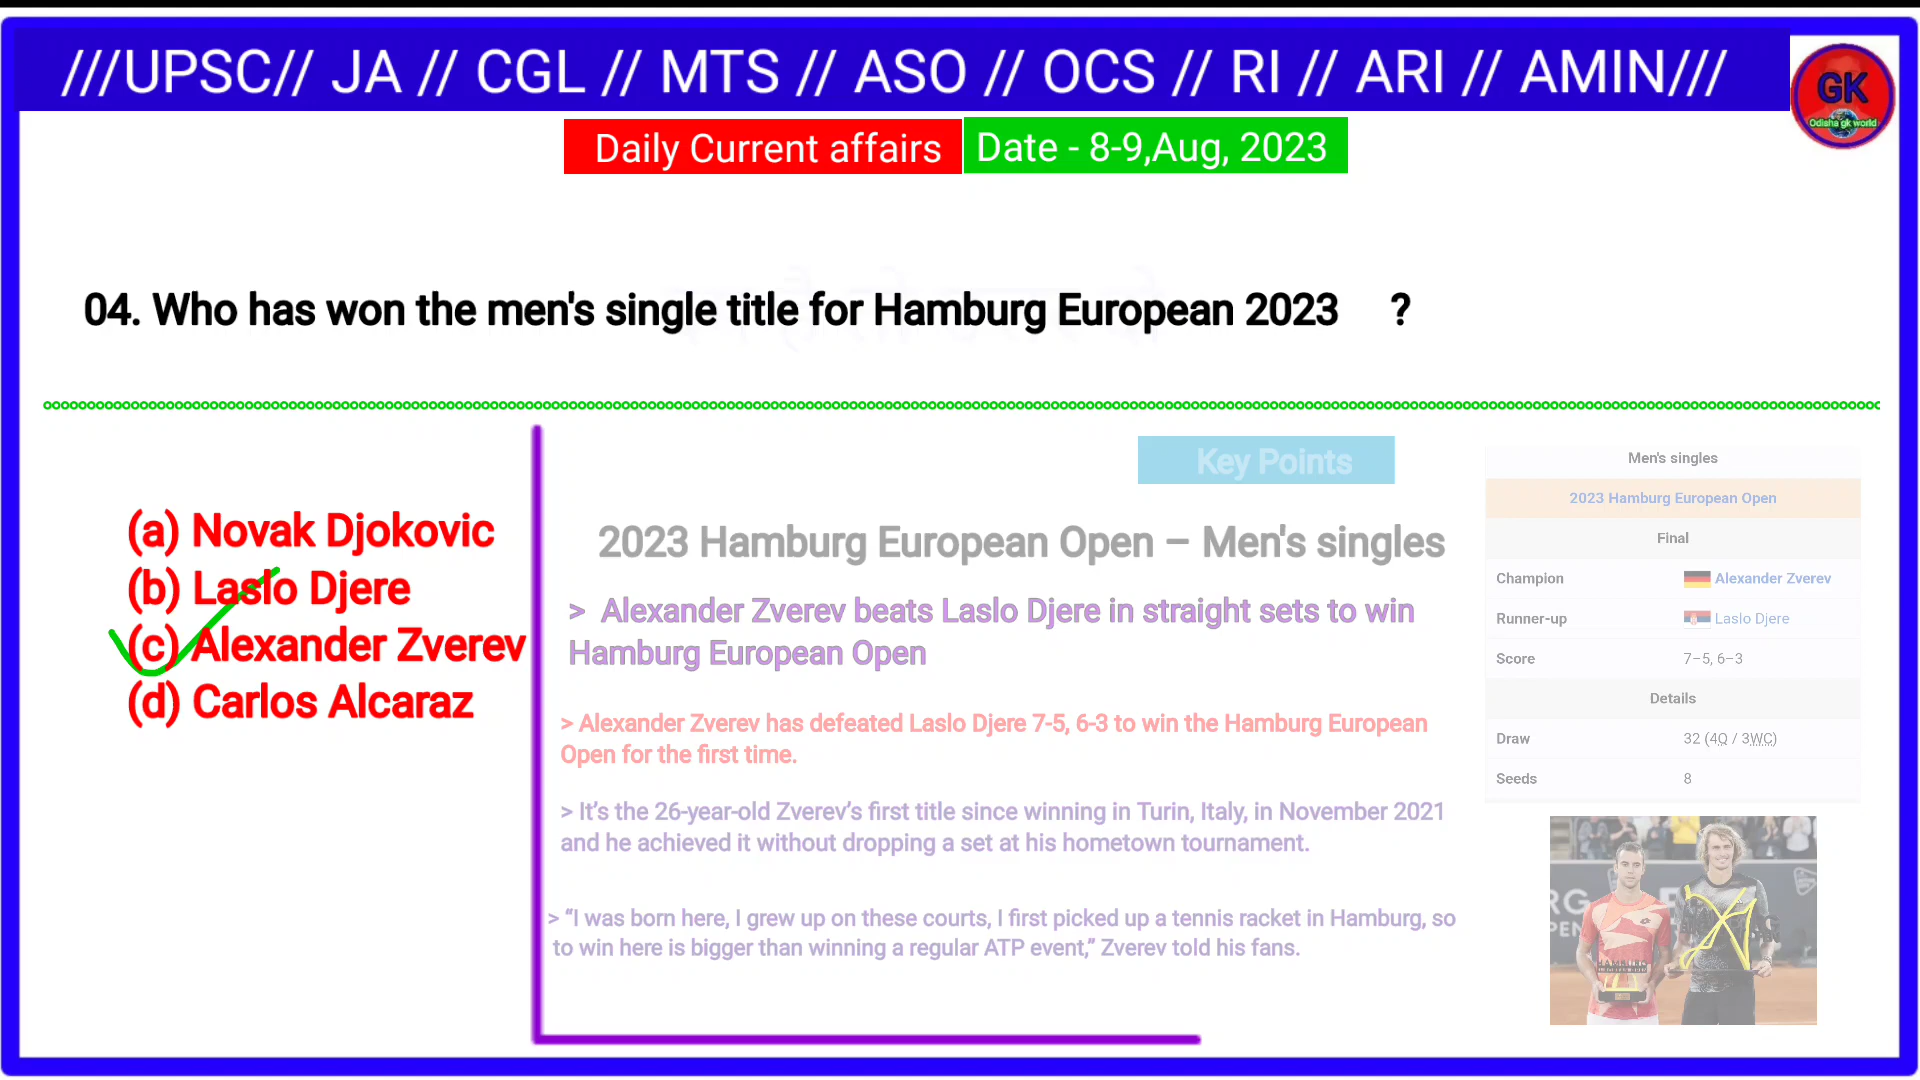 ///UPSC// JA // CGL // MTS // ASO // OCS // RI // ARI // AMIN///
GK
Odisha gk world
Daily Current affairs
Date - 8-9,Aug, 2023
04. Who has won the men's single title for Hamburg European 2023 ?
(a) Novak Djokovic
(b) Laslo Djere
(c) Alexander Zverev
(d) Carlos Alcaraz
Key Points
2023 Hamburg European Open – Men's singles
> Alexander Zverev beats Laslo Djere in straight sets to win
Hamburg European Open
> Alexander Zverev has defeated Laslo Djere 7-5, 6-3 to win the Hamburg European
Open for the first time.
> It’s the 26-year-old Zverev’s first title since winning in Turin, Italy, in November 2021
and he achieved it without dropping a set at his hometown tournament.
> “I was born here, I grew up on these courts, I first picked up a tennis racket in Hamburg, so
to win here is bigger than winning a regular ATP event,” Zverev told his fans.
Men's singles
2023 Hamburg European Open
Final
Champion Alexander Zverev
Runner-up Laslo Djere
Score 7–5, 6–3
Details
Draw 32 (4Q / 3WC)
Seeds 8